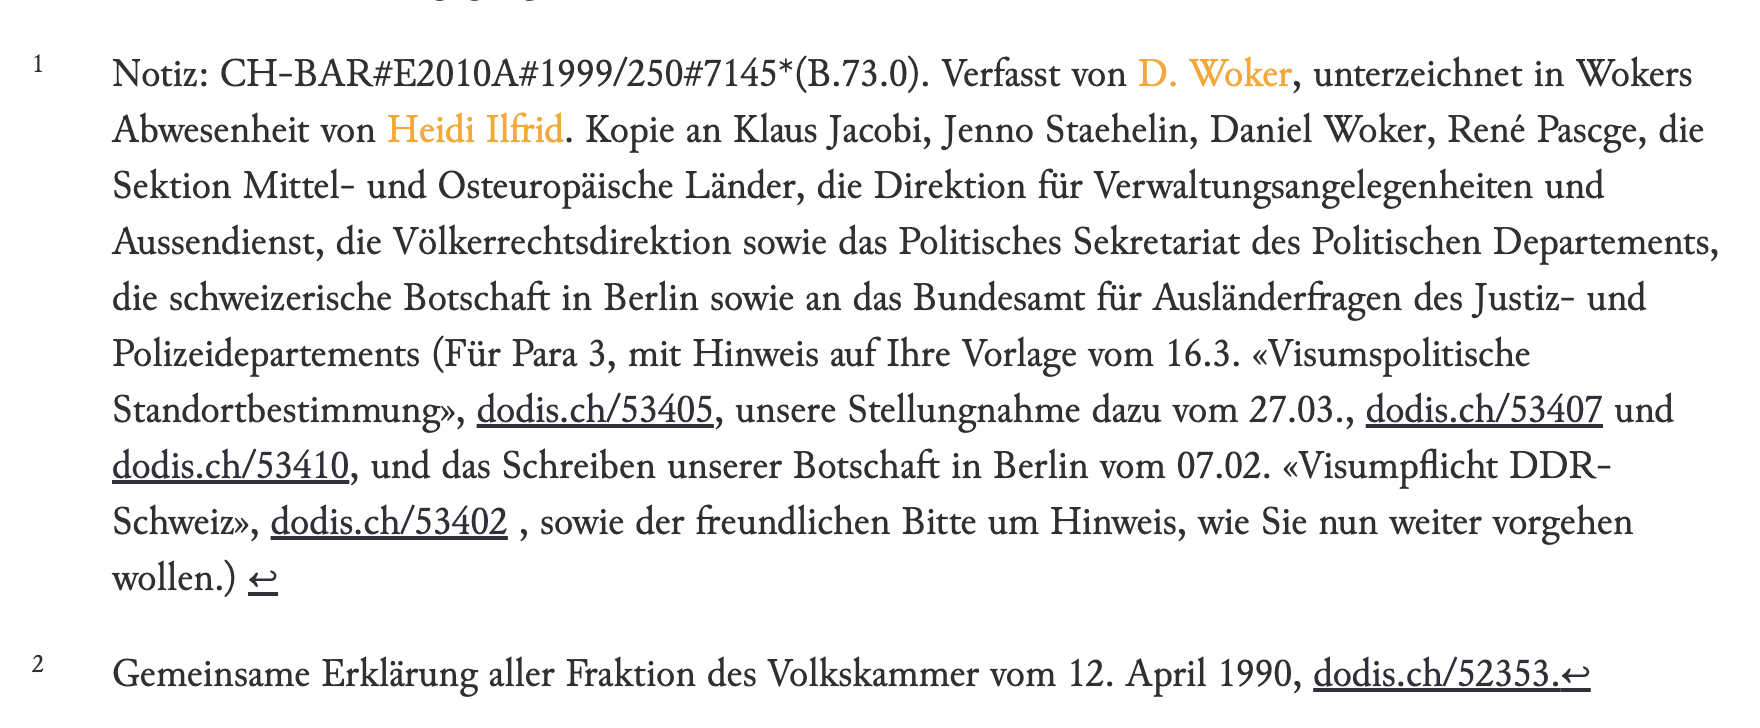 1 Notiz: CH-BAR#E2010A#1999/250#7145*(B.73.0). Verfasst von D. Woker, unterzeichnet in Wokers
Abwesenheit von Heidi Ilfrid. Kopie an Klaus Jacobi, Jenno Staehelin, Daniel Woker, René Pascge, die
Sektion Mittel- und Osteuropäische Länder, die Direktion für Verwaltungsangelegenheiten und
Aussendienst, die Völkerrechtsdirektion sowie das Politisches Sekretariat des Politischen Departements,
die schweizerische Botschaft in Berlin sowie an das Bundesamt für Ausländerfragen des Justiz- und
Polizeidepartements (Für Para 3, mit Hinweis auf Ihre Vorlage vom 16.3. «Visumspolitische
Standortbestimmung», dodis.ch/53405, unsere Stellungnahme dazu vom 27.03., dodis.ch/53407 und
dodis.ch/53410, und das Schreiben unserer Botschaft in Berlin vom 07.02. «Visumpflicht DDR-
Schweiz», dodis.ch/53402 , sowie der freundlichen Bitte um Hinweis, wie Sie nun weiter vorgehen
wollen.) ↩
2 Gemeinsame Erklärung aller Fraktion des Volkskammer vom 12. April 1990, dodis.ch/52353.↩